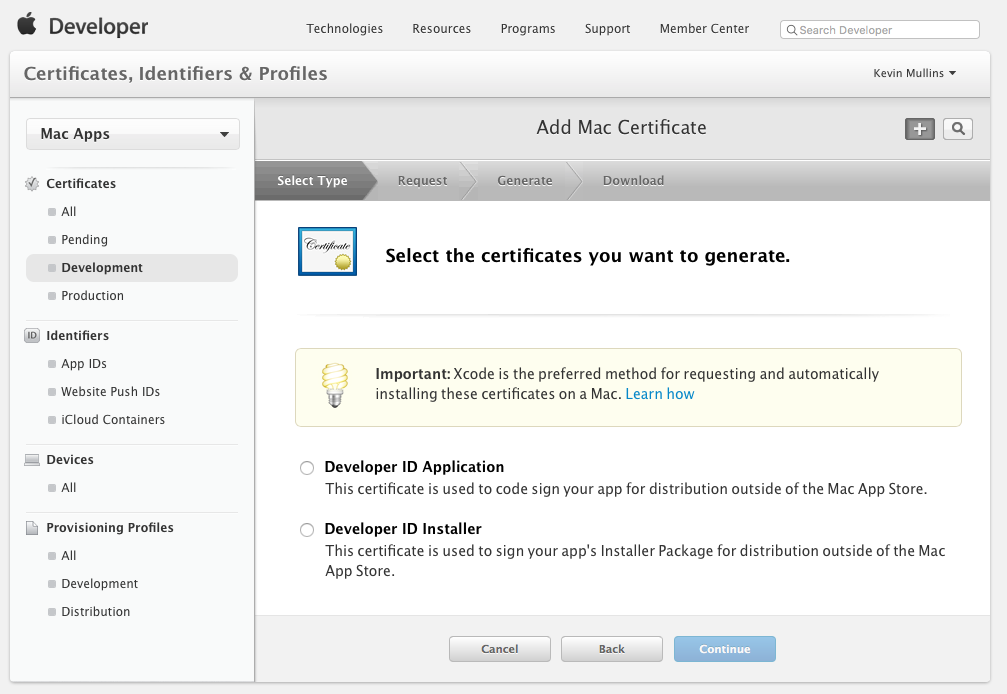 Developer
Technologies Resources Programs Support Member Center
Search Developer
Certificates, Identifiers & Profiles
Kevin Mullins
Mac Apps
Certificates
All
Pending
Development
Production
ID Identifiers
App IDs
Website Push IDs
iCloud Containers
Devices
All
Provisioning Profiles
All
Development
Distribution
Add Mac Certificate
Select Type Request Generate Download
Certificate
Select the certificates you want to generate.
Important: Xcode is the preferred method for requesting and automatically
installing these certificates on a Mac. Learn how
Developer ID Application
This certificate is used to code sign your app for distribution outside of the Mac App Store.
Developer ID Installer
This certificate is used to sign your app's Installer Package for distribution outside of the Mac
App Store.
Cancel Back Continue